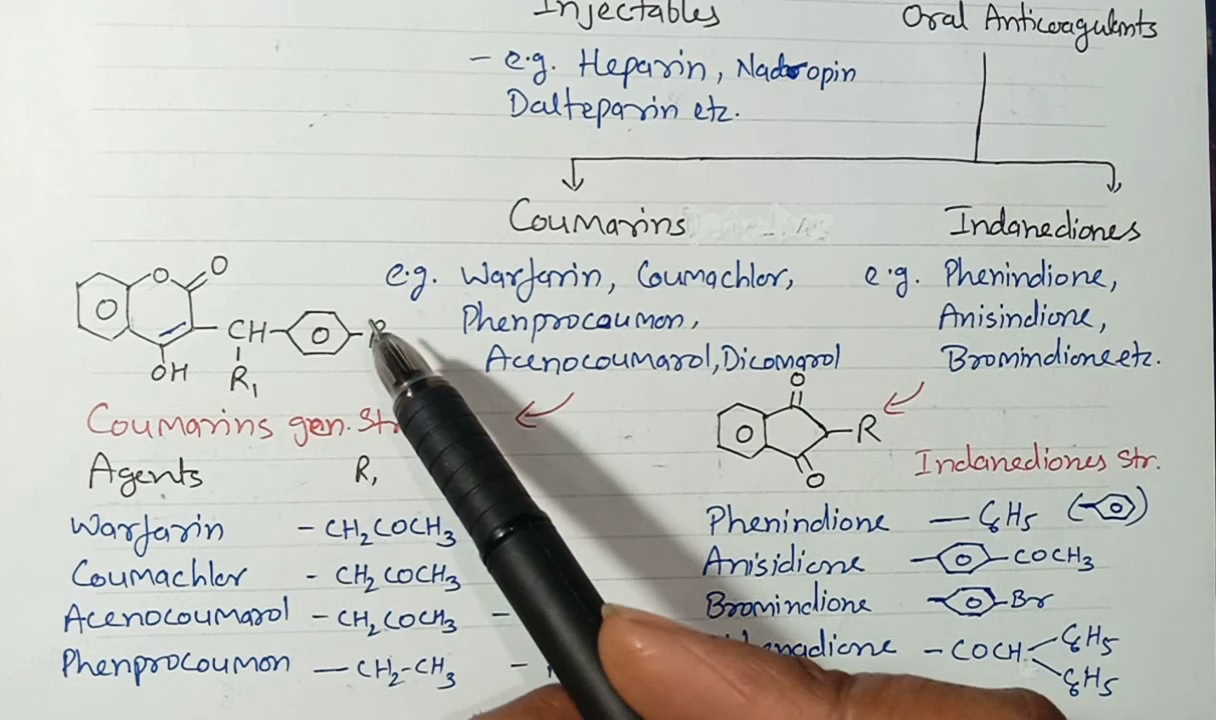 Injectables
Oral Anticoagulants
- e.g. Heparin, Nadropin
Dalteparin etc.
Coumarins
Indanediones
e.g. Warfarin, Coumachlor,
Phenprocoumon,
Acenocoumarol, Dicomarol
e.g. Phenindione,
Anisindione,
Bromindione etc.
O
O
CH
OH
R₁
Coumarins gen.
O
R
O
Indanediones Str.
Agents R₁
Warfarin - CH₂COCH₃
Coumachlor - CH₂COCH₃
Acenocoumarol - CH₂COCH₃ -
Phenprocoumon - CH₂-CH₃ -
Phenindione - C₆H₅
Anisidione COCH₃
Bromindione Br
- COCH C₆H₅
C₆H₅